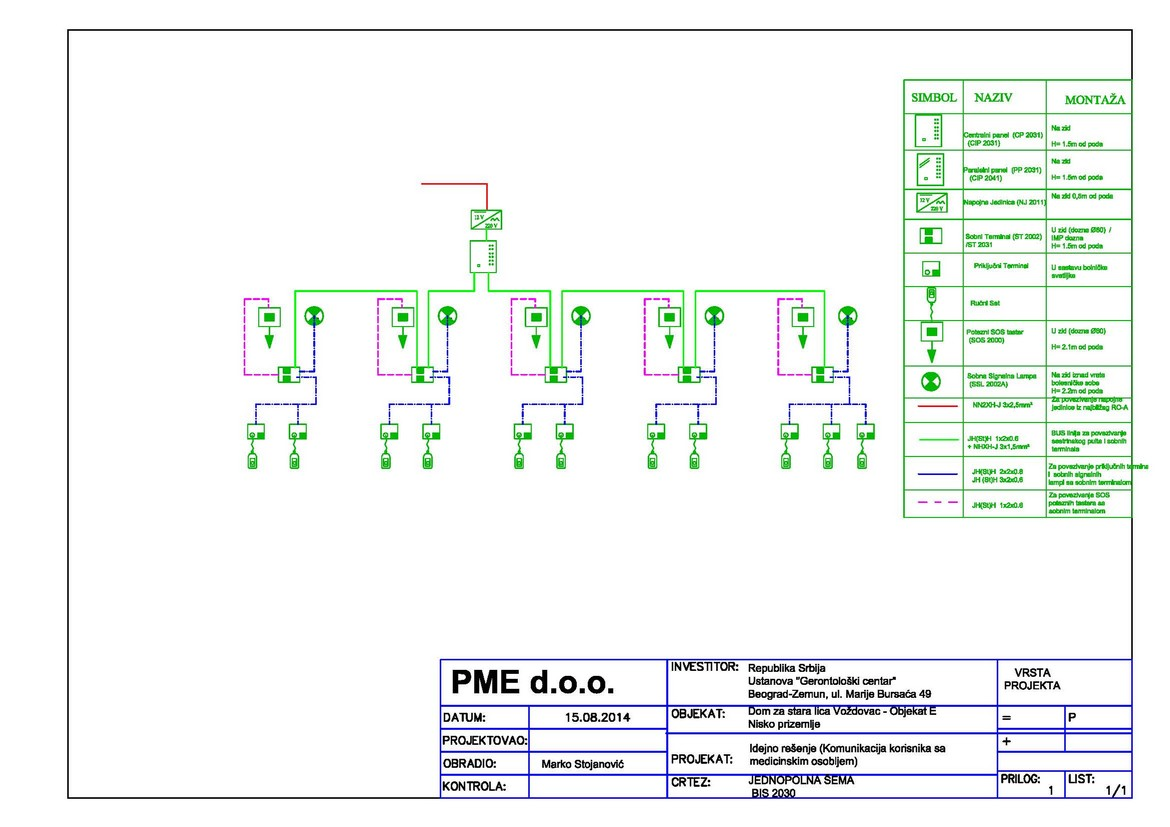 SIMBOL NAZIV MONTAŽA
Centralni panel (CP 2031)
(CIP 2031)
Na zid
H= 1.5m od poda
Paralelni panel (PP 2031)
(CIP 2041)
Na zid
H= 1.5m od poda
12 V
220 V
Napojna Jedinica (NJ 2011)
Na zid 0,5m od poda
Sobni Terminal (ST 2002)
/ST 2031
U zid (dozna Ø60) /
IMP dozna
H= 1.5m od poda
Priključni Terminal
U sastavu bolničke
svetiljke
Ručni Set
Potezni SOS taster
(SOS 2000)
U zid (dozna Ø60)
H= 2.1m od poda
Sobna Signalna Lampa
(SSL 2002A)
Na zid iznad vrata
bolesničke sobe
H= 2.2m od poda
NN2XH-J 3x2,5mm²
Za povezivanje napojne
jedinice iz najbližeg RO-A
JH(St)H 1x2x0.6
+ NHXH-J 3x1,5mm²
BUS linija za povezivanje
sestrinskog pulta i sobnih
terminala
JH(St)H 2x2x0.6
JH (St)H 3x2x0,6
Za povezivanje priključnih termina
i sobnih signalnih
lampi sa sobnim terminalom
JH(St)H 1x2x0.6
Za povezivanje SOS
poteznih tastera sa
sobnim terminalom
12 V
220 V
PME d.o.o.
DATUM: 15.08.2014
PROJEKTOVAO:
OBRADIO: Marko Stojanović
KONTROLA:
INVESTITOR: Republika Srbija
Ustanova "Gerontološki centar"
Beograd-Zemun, ul. Marije Bursaća 49
OBJEKAT: Dom za stara lica Voždovac - Objekat E
Nisko prizemlje
PROJEKAT: Idejno rešenje (Komunikacija korisnika sa
medicinskim osobljem)
CRTEZ: JEDNOPOLNA SEMA
BIS 2030
VRSTA
PROJEKTA
= P
+
PRILOG: 1
LIST: 1/1